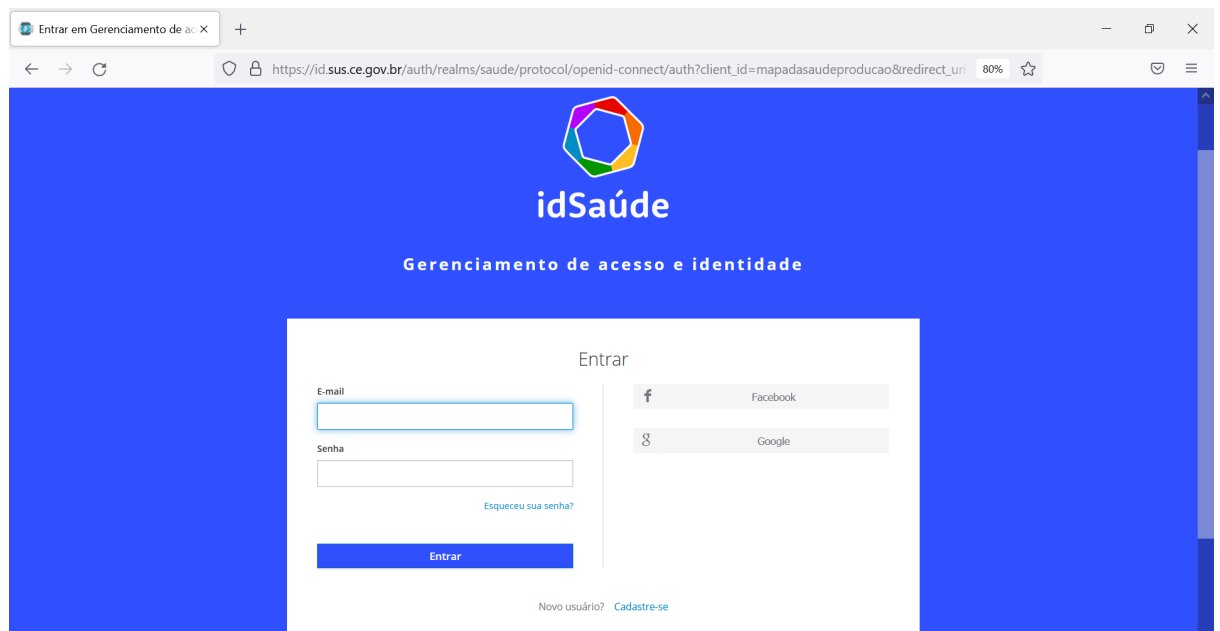 Entrar em Gerenciamento de ac
https://id.sus.ce.gov.br/auth/realms/saude/protocol/openid-connect/auth?client_id=mapadasaudeproducao&redirect_uri 80%
idSaúde
Gerenciamento de acesso e identidade
Entrar
E-mail
Senha
Esqueceu sua senha?
Entrar
Facebook
Google
Novo usuário? Cadastre-se